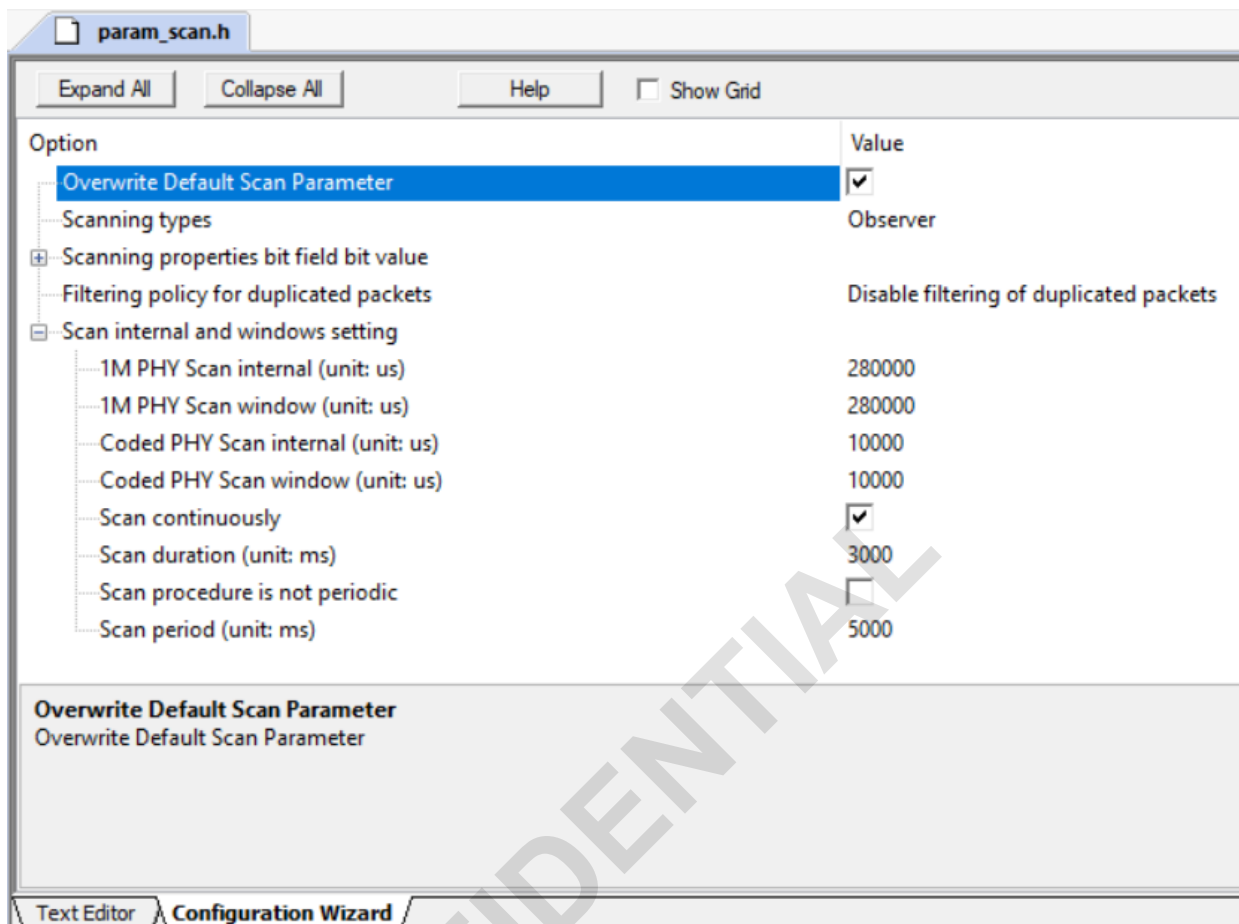 param_scan.h
Expand All Collapse All Help Show Grid
Option Value
Overwrite Default Scan Parameter
Scanning types Observer
Scanning properties bit field bit value
Filtering policy for duplicated packets Disable filtering of duplicated packets
Scan internal and windows setting
1M PHY Scan internal (unit: us) 280000
1M PHY Scan window (unit: us) 280000
Coded PHY Scan internal (unit: us) 10000
Coded PHY Scan window (unit: us) 10000
Scan continuously
Scan duration (unit: ms) 3000
Scan procedure is not periodic
Scan period (unit: ms) 5000
Overwrite Default Scan Parameter
Overwrite Default Scan Parameter
FIDENTIAL
Text Editor Configuration Wizard